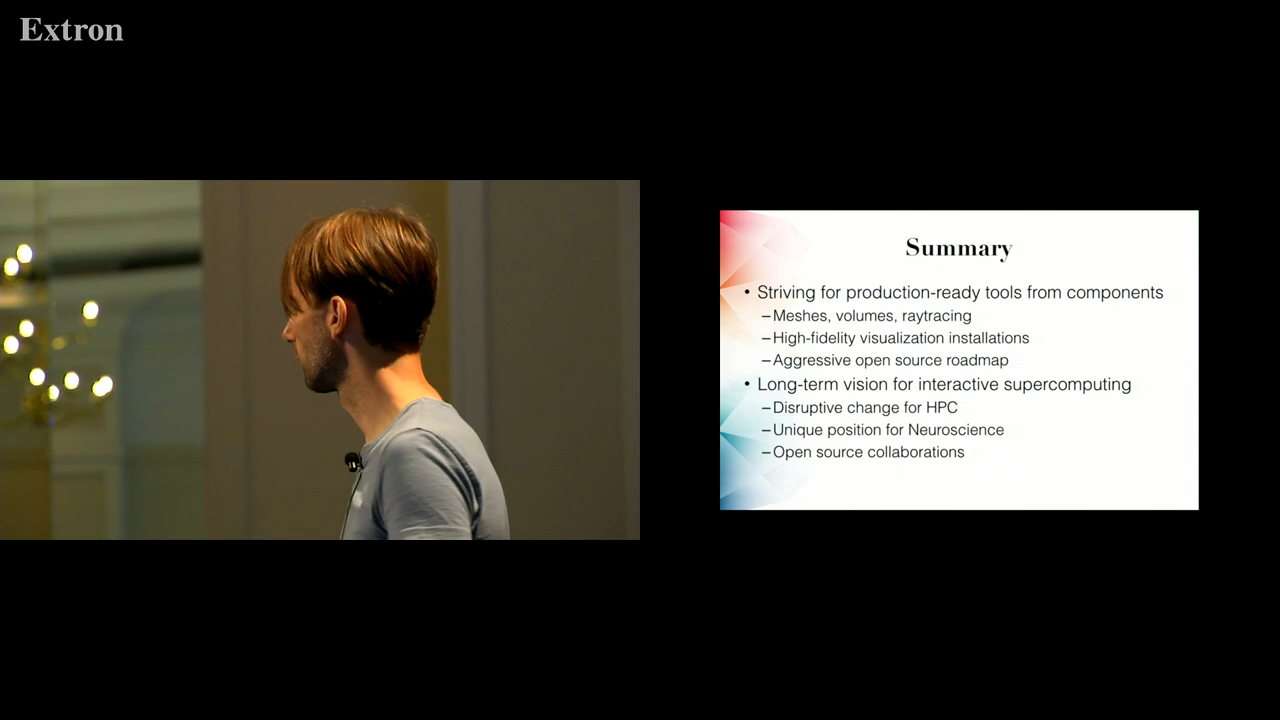 Extron
Summary
• Striving for production-ready tools from components
–Meshes, volumes, raytracing
–High-fidelity visualization installations
–Aggressive open source roadmap
• Long-term vision for interactive supercomputing
–Disruptive change for HPC
–Unique position for Neuroscience
–Open source collaborations